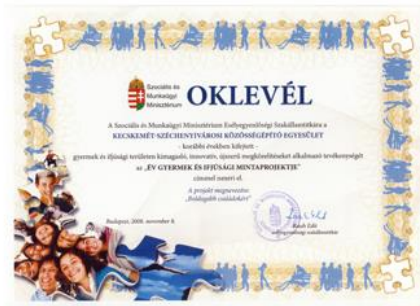 Szociális és
Munkaügyi
Minisztérium
OKLEVÉL
A Szociális és Munkaügyi Minisztérium Esélyegyenlőségi Szakállamtitkára a
KECSKEMÉT-SZÉCHENYIVÁROSI KÖZÖSSÉGÉPÍTŐ EGYESÜLET
- korábbi években kifejtett -
gyermek és ifjúsági területen kimagasló, innovatív, újszerű megközelítéseket alkalmazó tevékenységét
az „ÉV GYERMEK ÉS IFJÚSÁGI MINTAPROJEKTJE”
címmel ismeri el.
A projekt megnevezése:
„Boldogabb családokért”
Budapest, 2008. november 8.